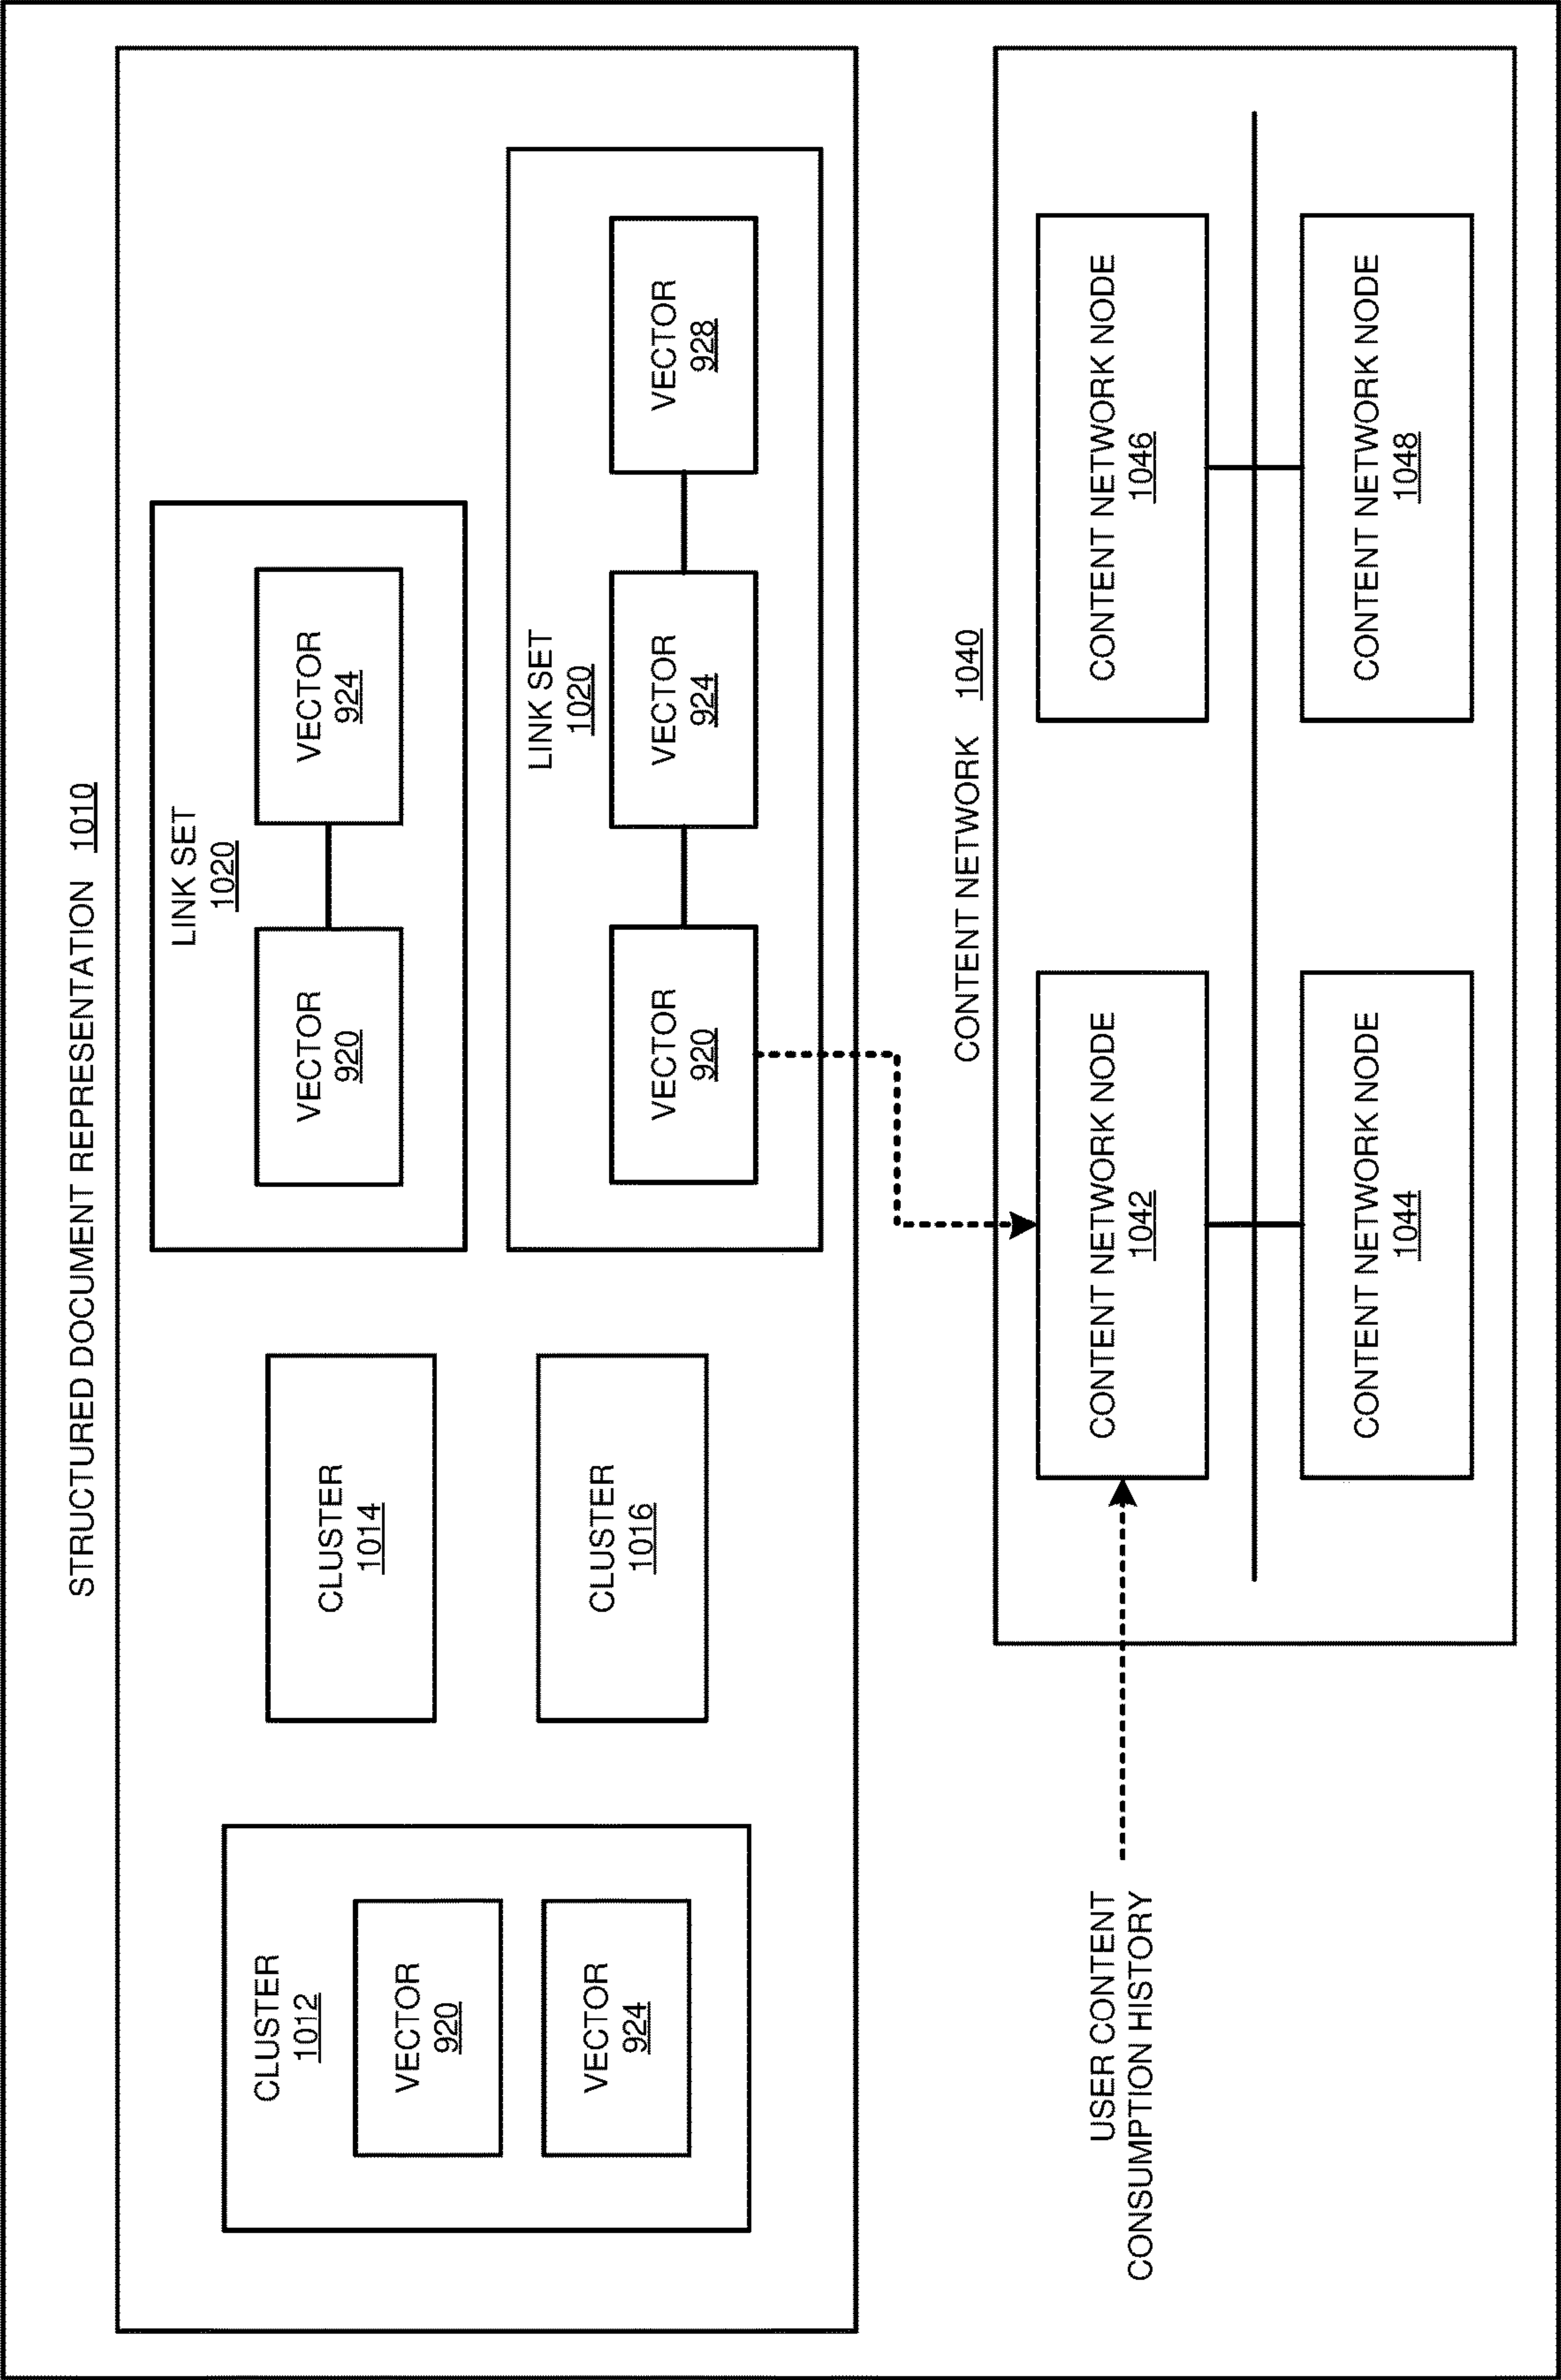 STRUCTURED DOCUMENT REPRESENTATION 1010
CLUSTER
1012
VECTOR
920
VECTOR
924
CLUSTER
1014
CLUSTER
1016
LINK SET
1020
VECTOR
920
VECTOR
924
LINK SET
1020
VECTOR
920
VECTOR
924
VECTOR
928
CONTENT NETWORK 1040
USER CONTENT
CONSUMPTION HISTORY
CONTENT NETWORK NODE
1042
CONTENT NETWORK NODE
1046
CONTENT NETWORK NODE
1044
CONTENT NETWORK NODE
1048